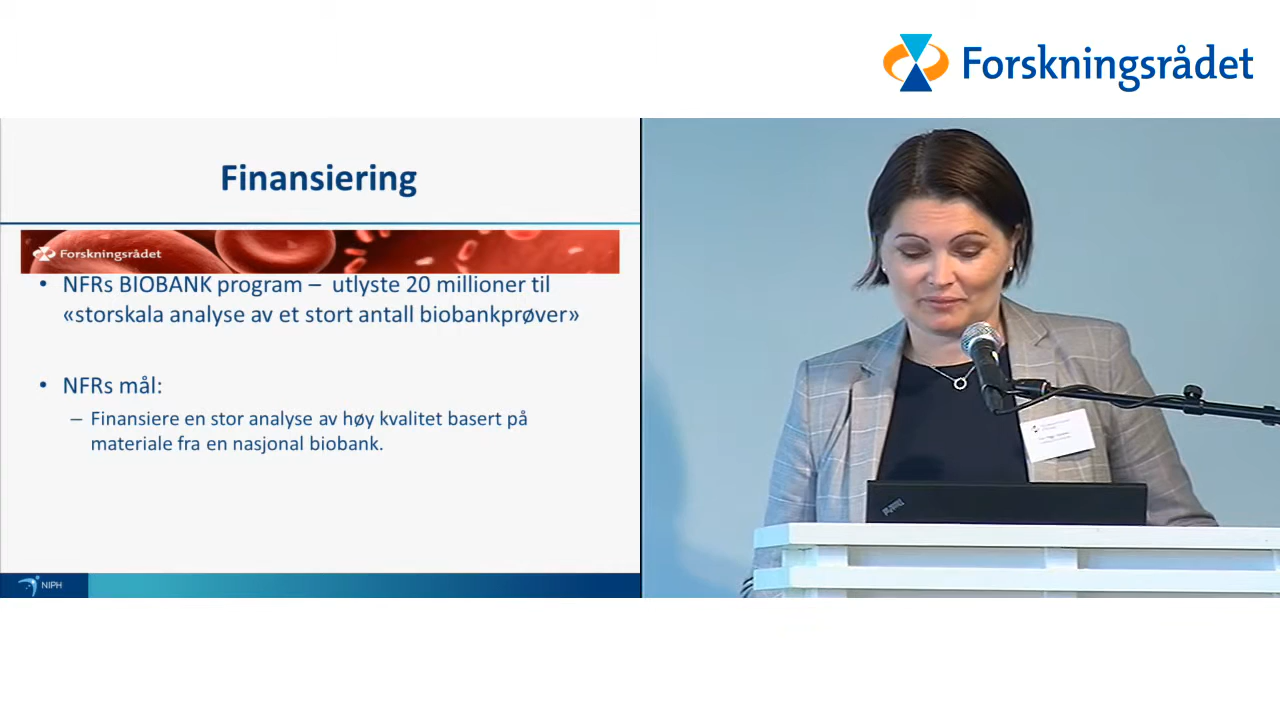 Forskningsrådet
Finansiering
Forskningsrådet
• NFRs BIOBANK program – utlyste 20 millioner til
«storskala analyse av et stort antall biobankprøver»
• NFRs mål:
– Finansiere en stor analyse av høy kvalitet basert på
materiale fra en nasjonal biobank.
NIPH